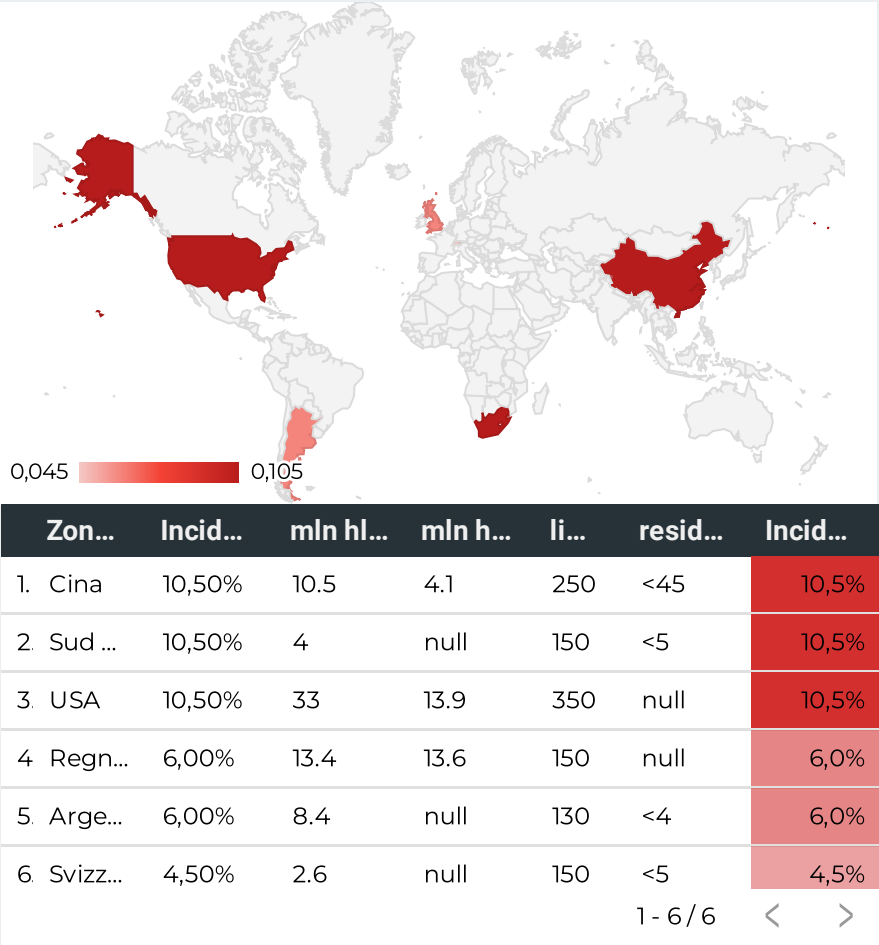 0,045 0,105
Zon... Incid... mln hl... mln h... li... resid... Incid...
1. Cina 10,50% 10.5 4.1 250 <45 10,5%
2. Sud ... 10,50% 4 null 150 <5 10,5%
3. USA 10,50% 33 13.9 350 null 10,5%
4 Regn... 6,00% 13.4 13.6 150 null 6,0%
5. Arge... 6,00% 8.4 null 130 <4 6,0%
6. Svizz... 4,50% 2.6 null 150 <5 4,5%
1 - 6 / 6